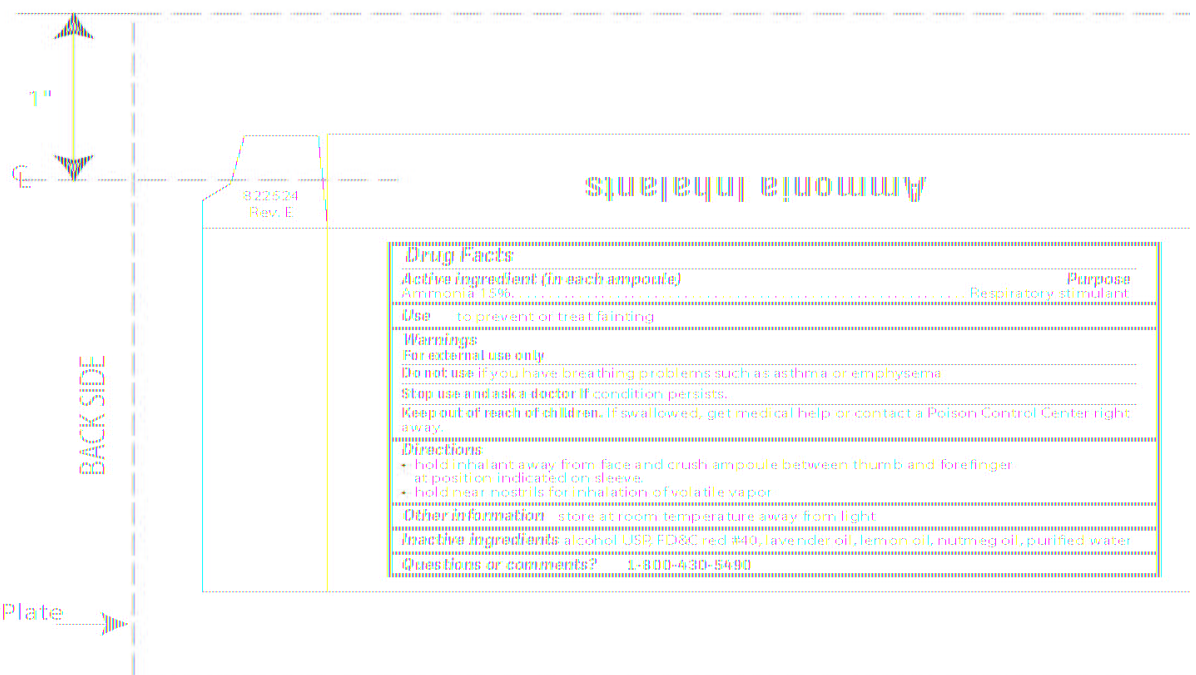 1"
℄
822624
Rev. E
Ammonia Inhalants
Drug Facts
Active ingredient (in each ampoule) Purpose
Ammonia 15%. . . . . . . . . . . . . . . . . . . . . . . . . . . . . . . . . . . . . . . . . . . . . . . Respiratory stimulant
Use to prevent or treat fainting
Warnings
For external use only
Do not use if you have breathing problems such as asthma or emphysema
Stop use and ask a doctor if condition persists.
Keep out of reach of children. If swallowed, get medical help or contact a Poison Control Center right
away.
Directions
• hold inhalant away from face and crush ampoule between thumb and forefinger
at position indicated on sleeve.
• hold near nostrils for inhalation of volatile vapor
Other information store at room temperature away from light
Inactive ingredients alcohol USP, FD&C red #40, lavender oil, lemon oil, nutmeg oil, purified water
Questions or comments? 1-800-430-5490
BACK SIDE
Plate